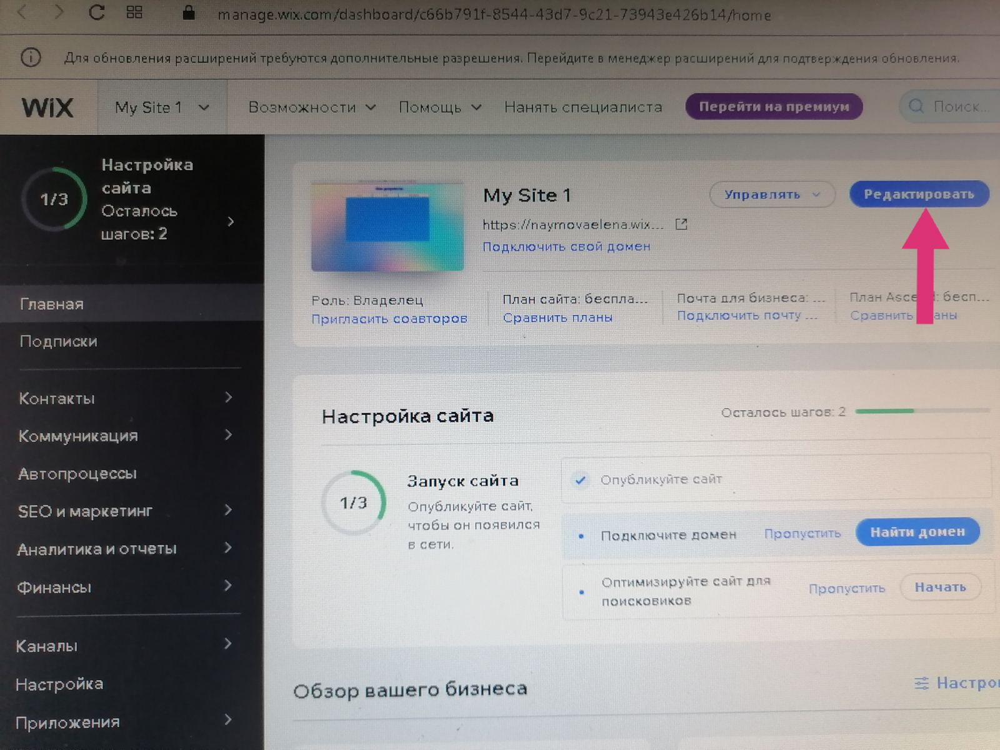 manage.wix.com/dashboard/c66b791f-8544-43d7-9c21-73943e426b14/home
Для обновления расширений требуются дополнительные разрешения. Перейдите в менеджер расширений для подтверждения обновления.
WiX
My Site 1
Возможности
Помощь
Нанять специалиста
Перейти на премиум
Поиск...
1/3
Настройка
сайта
Осталось
шагов: 2
Главная
Подписки
Контакты
Коммуникация
Автопроцессы
SEO и маркетинг
Аналитика и отчеты
Финансы
Каналы
Настройка
Приложения
My Site 1
Управлять
Редактировать
https://naymovaelena.wix...
Подключить свой домен
Роль: Владелец
Пригласить соавторов
План сайта: беспла...
Сравнить планы
Почта для бизнеса: ...
Подключить почту ...
План : бесп...
Сравнить
Настройка сайта
Осталось шагов: 2
1/3
Запуск сайта
Опубликуйте сайт,
чтобы он появился
в сети.
Опубликуйте сайт
Подключите домен
Пропустить
Найти домен
Оптимизируйте сайт для
поисковиков
Пропустить
Начать
Обзор вашего бизнеса
Настро